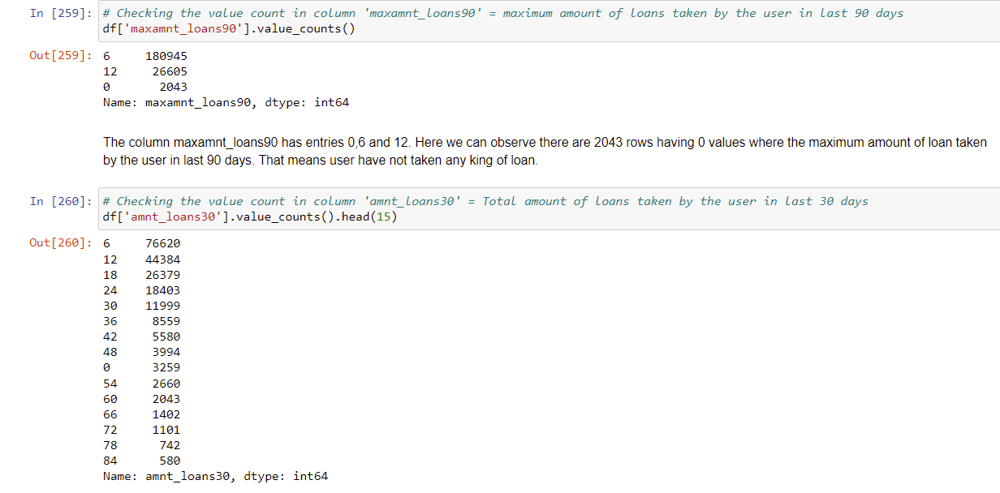 In [259]: # Checking the value count in column 'maxamnt_loans90' = maximum amount of loans taken by the user in last 90 days
df['maxamnt_loans90'].value_counts()
Out[259]: 6 180945
12 26605
0 2043
Name: maxamnt_loans90, dtype: int64
The column maxamnt_loans90 has entries 0,6 and 12. Here we can observe there are 2043 rows having 0 values where the maximum amount of loan taken
by the user in last 90 days. That means user have not taken any king of loan.
In [260]: # Checking the value count in column 'amnt_loans30' = Total amount of loans taken by the user in last 30 days
df['amnt_loans30'].value_counts().head(15)
Out[260]: 6 76620
12 44384
18 26379
24 18403
30 11999
36 8559
42 5580
48 3994
0 3259
54 2660
60 2043
66 1402
72 1101
78 742
84 580
Name: amnt_loans30, dtype: int64